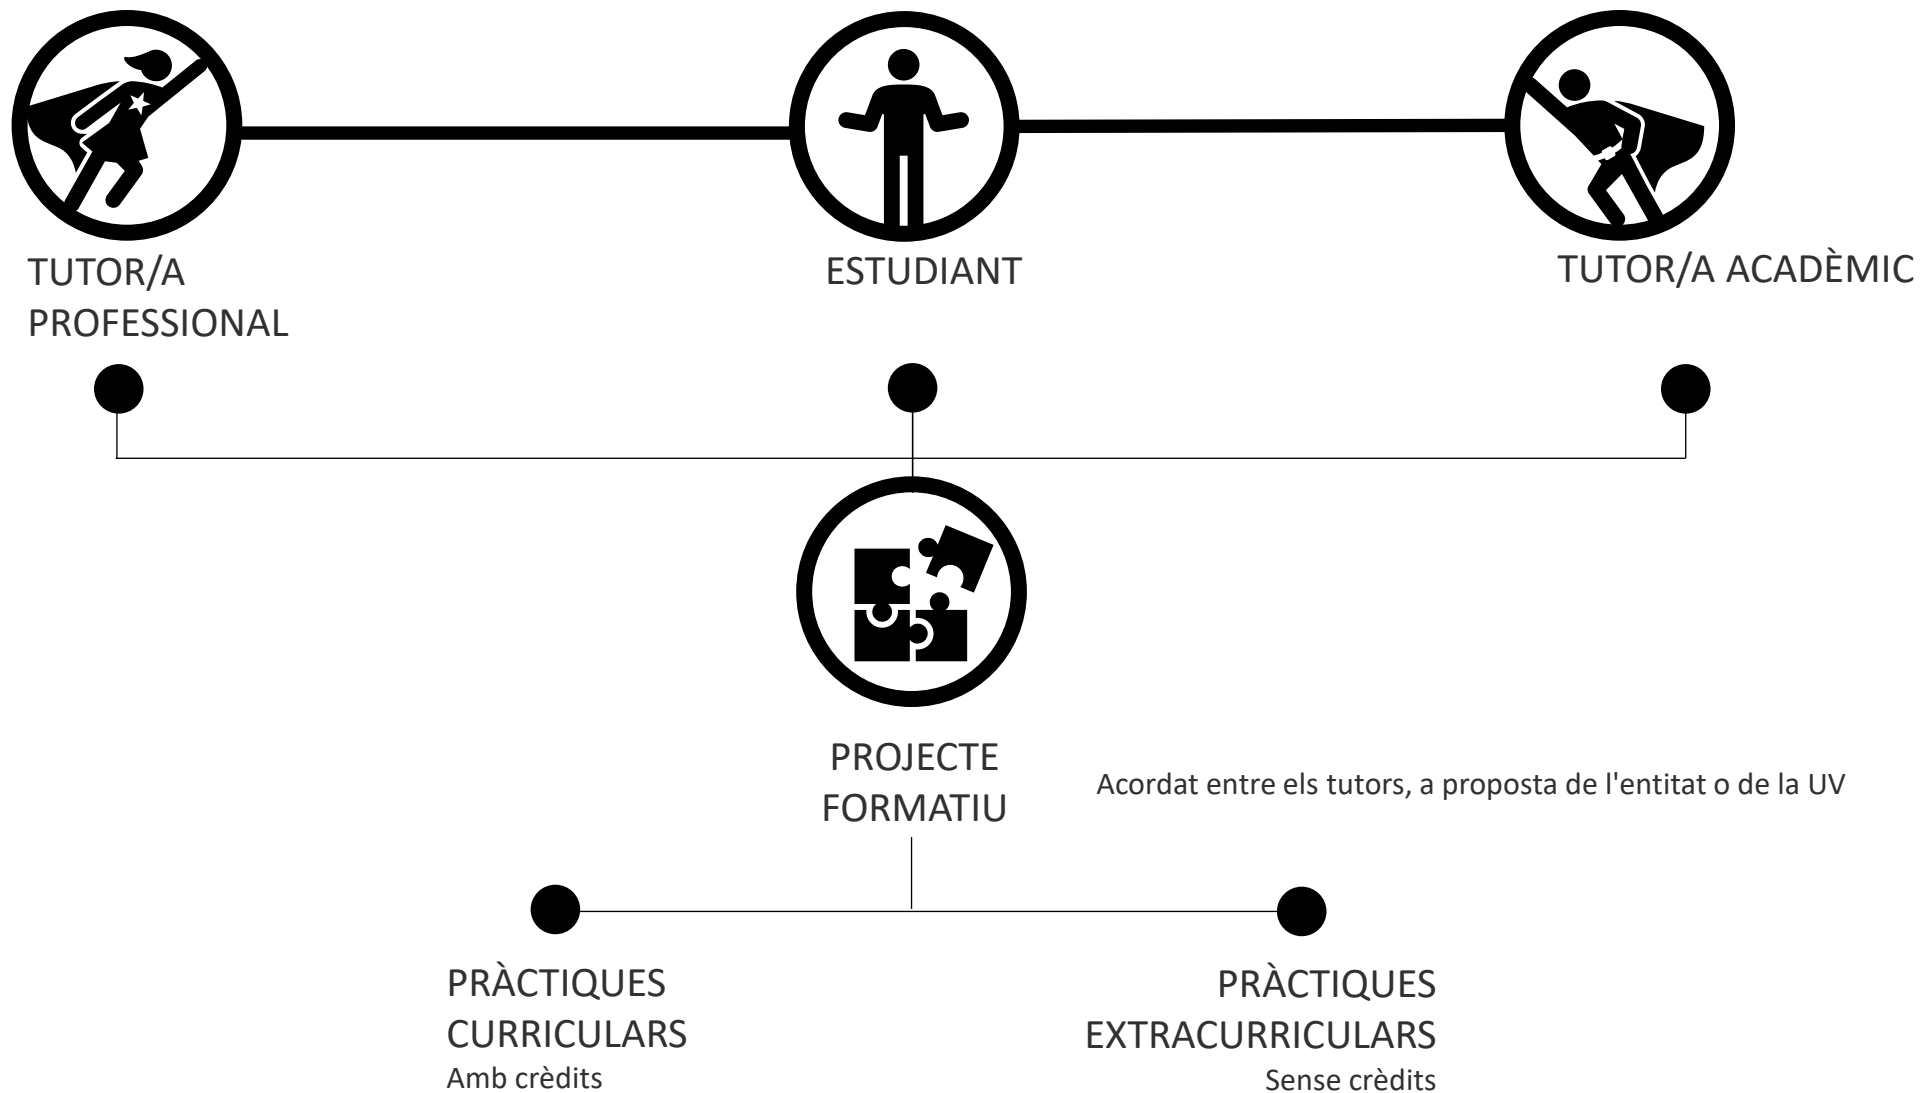 TUTOR/A
PROFESSIONAL
ESTUDIANT
TUTOR/A ACADÈMIC
PROJECTE
FORMATIU
Acordat entre els tutors, a proposta de l'entitat o de la UV
PRÀCTIQUES
CURRICULARS
Amb crèdits
PRÀCTIQUES
EXTRACURRICULARS
Sense crèdits